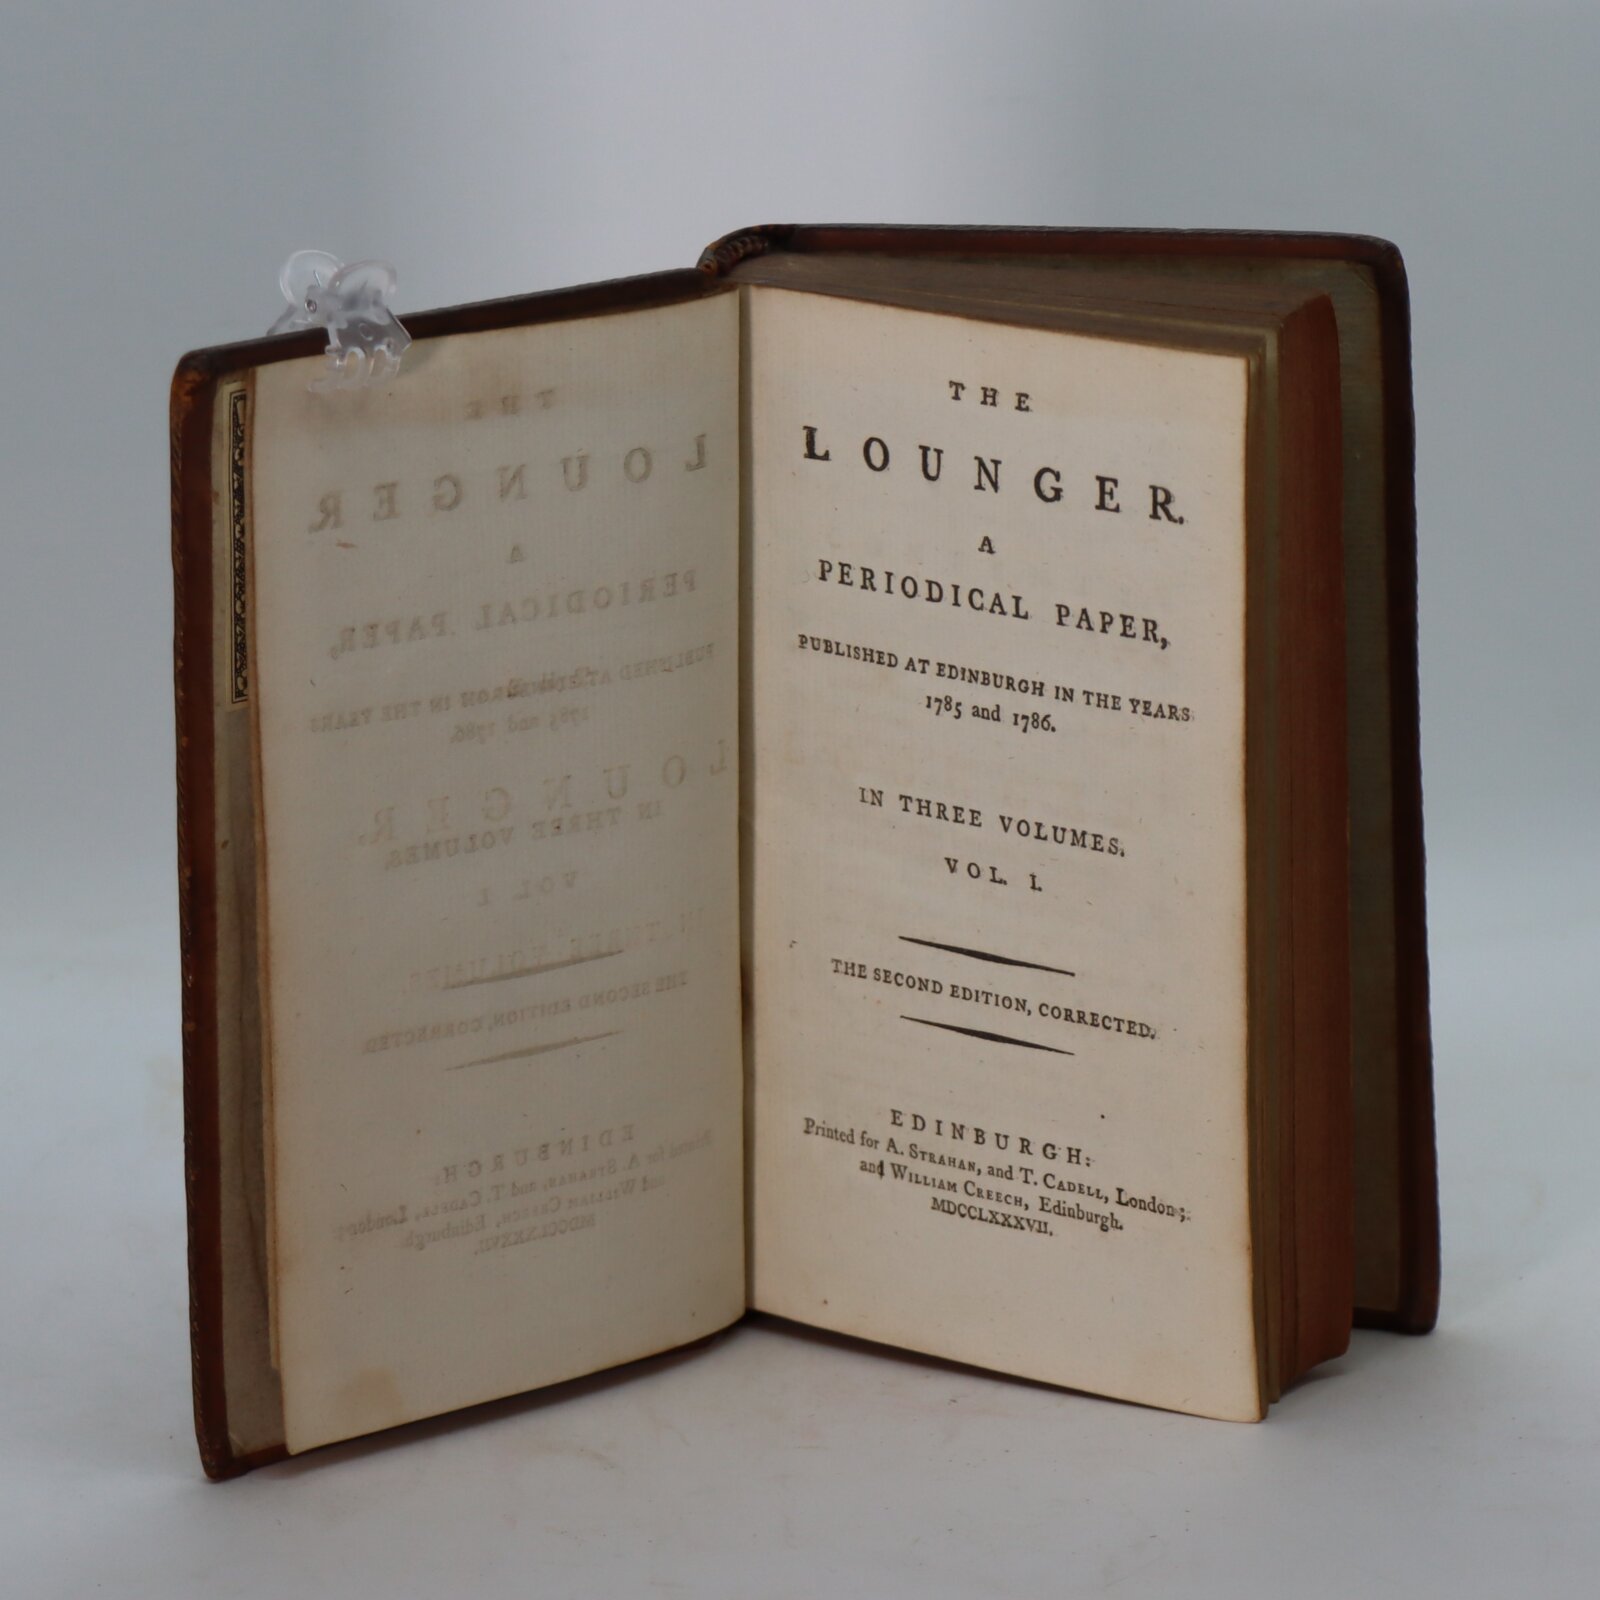 THE
LOUNGER.
A
PERIODICAL PAPER,
PUBLISHED AT EDINBURGH IN THE YEARS
1785 and 1786.
IN THREE VOLUMES.
VOL. I.
THE SECOND EDITION, CORRECTED.
EDINBURGH:
Printed for A. STRAHAN, and T. CADELL, London;
and WILLIAM CREECH, Edinburgh.
MDCCLXXXVII.